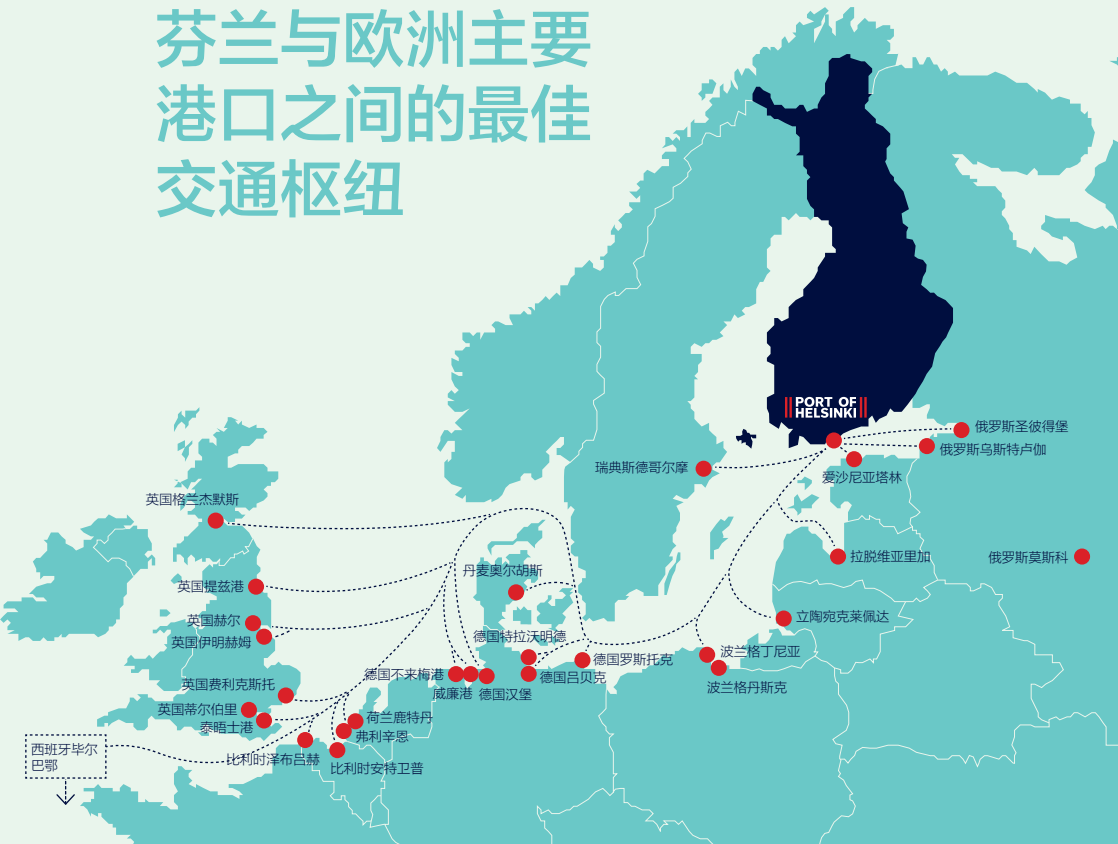 芬兰与欧洲主要
港口之间的最佳
交通枢纽
PORT OF
HELSINKI
俄罗斯圣彼得堡
俄罗斯乌斯特卢伽
瑞典斯德哥尔摩
爱沙尼亚塔林
英国格兰杰默斯
拉脱维亚里加
俄罗斯莫斯科
丹麦奥尔胡斯
英国提兹港
英国赫尔
立陶宛克莱佩达
英国伊明赫姆
德国特拉沃明德
德国罗斯托克
波兰格丁尼亚
德国不来梅港
德国吕贝克
英国费利克斯托
威廉港
德国汉堡
波兰格丹斯克
英国蒂尔伯里
荷兰鹿特丹
泰晤士港
弗利辛恩
西班牙毕尔
巴鄂
比利时泽布吕赫
比利时安特卫普